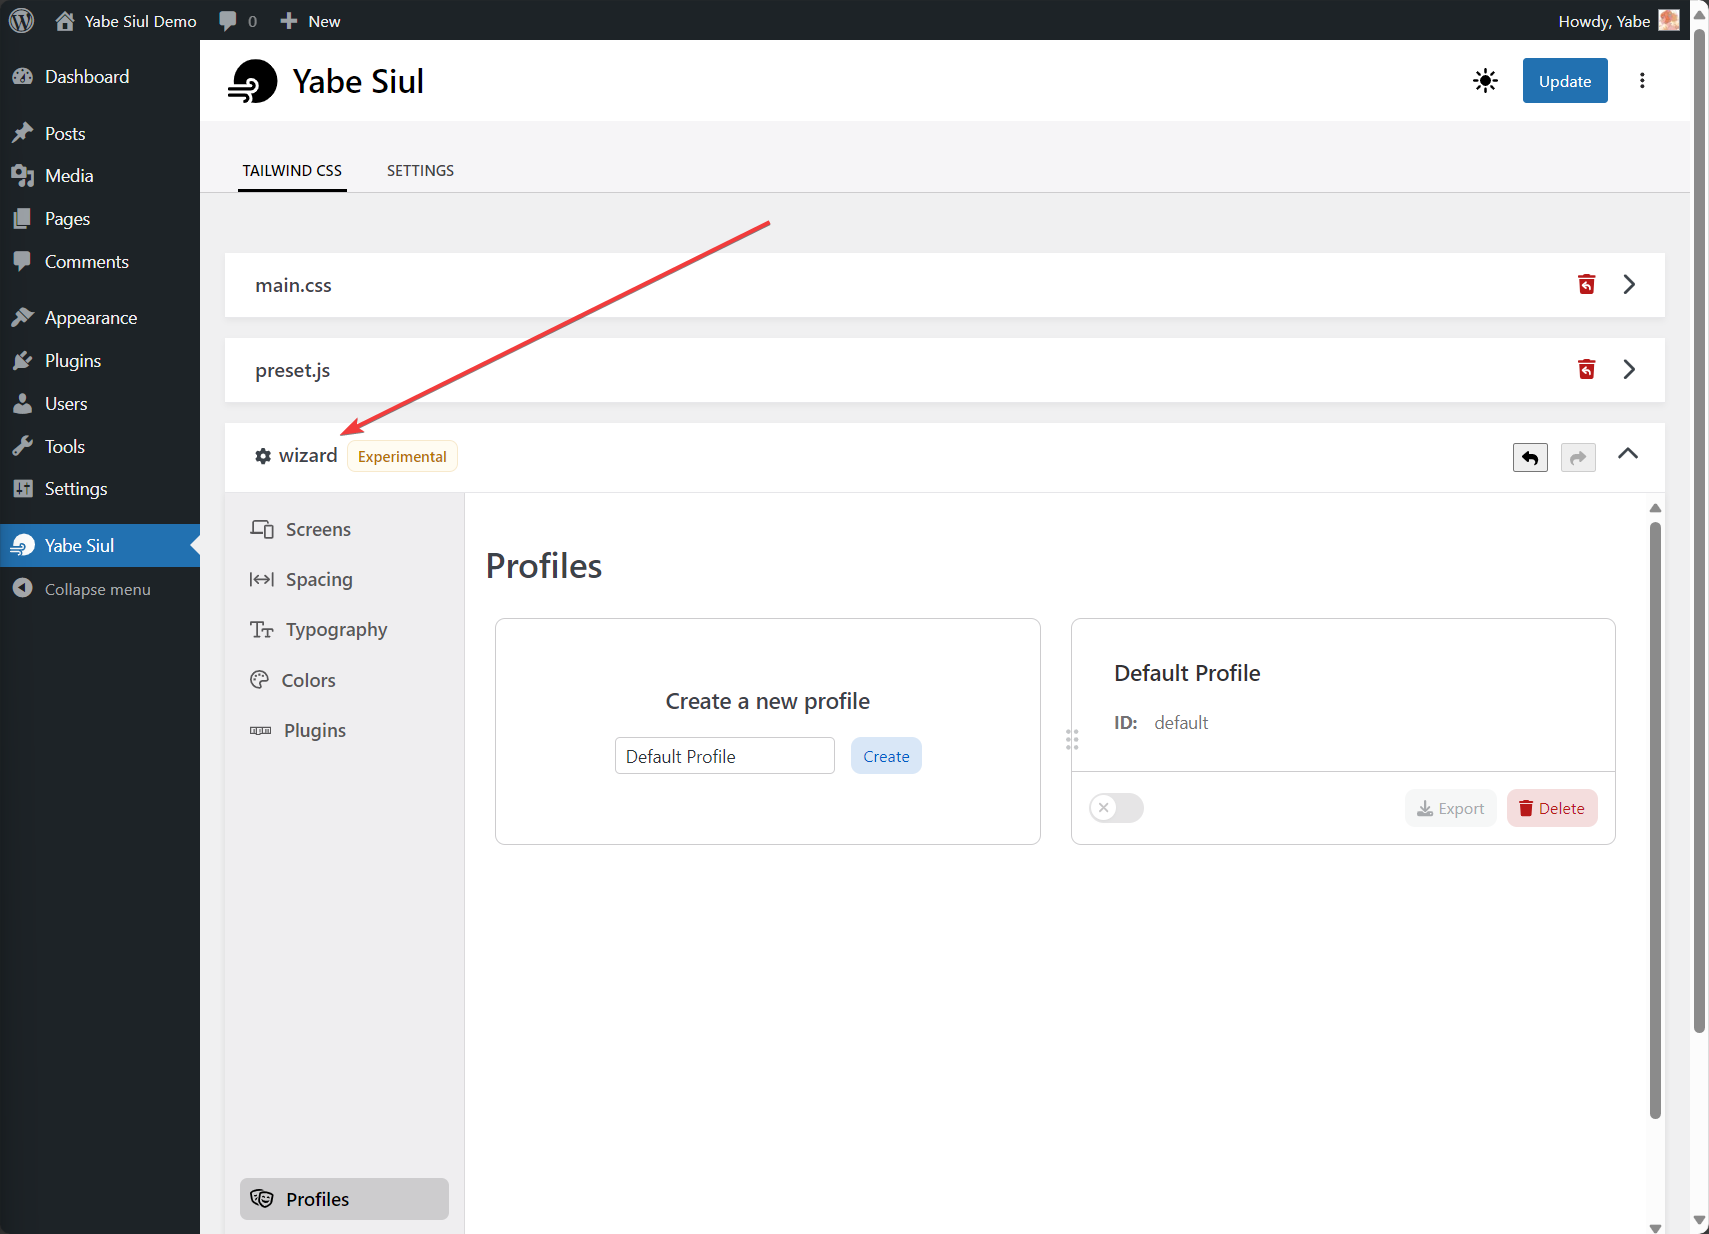 Yabe Siul Demo 0 New Howdy, Yabe
Dashboard
Posts
Media
Pages
Comments
Appearance
Plugins
Users
Tools
Settings
Yabe Siul
Collapse menu
Yabe Siul
Update
TAILWIND CSS SETTINGS
main.css
preset.js
wizard Experimental
Screens
Spacing
Typography
Colors
Plugins
Profiles
Profiles
Create a new profile
Default Profile Create
Default Profile
ID: default
Export Delete